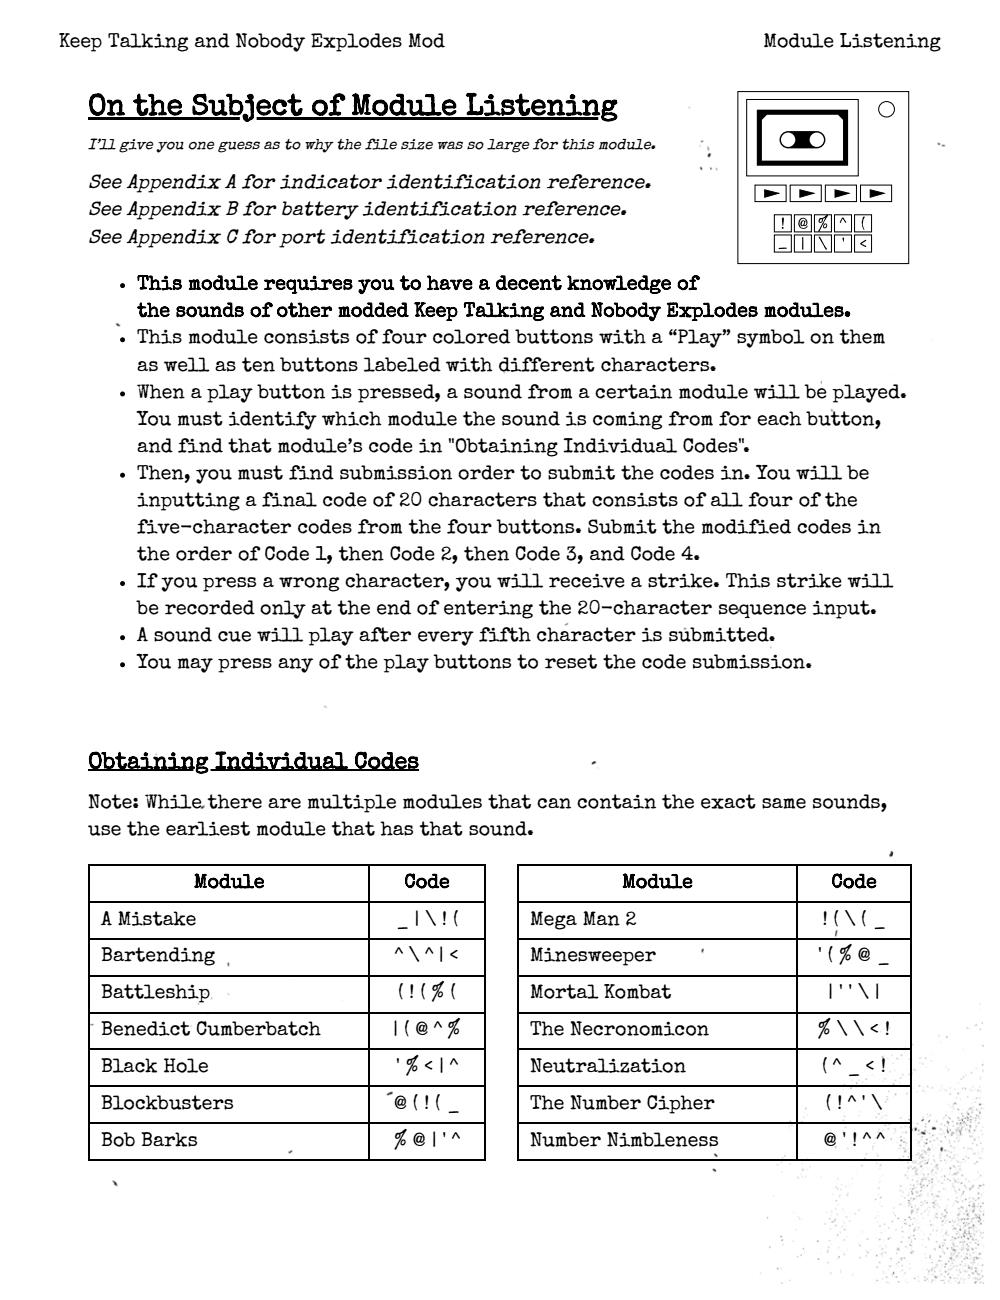 Keep Talking and Nobody Explodes Mod
Module Listening
On the Subject of Module Listening
I'll give you one guess as to why the file size was so large for this module.
See Appendix A for indicator identification reference.
See Appendix B for battery identification reference.
See Appendix C for port identification reference.
! @ % ^ (
_ | \ ' <
• This module requires you to have a decent knowledge of
the sounds of other modded Keep Talking and Nobody Explodes modules.
• This module consists of four colored buttons with a “Play” symbol on them
as well as ten buttons labeled with different characters.
• When a play button is pressed, a sound from a certain module will be played.
You must identify which module the sound is coming from for each button,
and find that module’s code in "Obtaining Individual Codes".
• Then, you must find submission order to submit the codes in. You will be
inputting a final code of 20 characters that consists of all four of the
five-character codes from the four buttons. Submit the modified codes in
the order of Code 1, then Code 2, then Code 3, and Code 4.
• If you press a wrong character, you will receive a strike. This strike will
be recorded only at the end of entering the 20-character sequence input.
• A sound cue will play after every fifth character is submitted.
• You may press any of the play buttons to reset the code submission.
Obtaining Individual Codes
Note: While there are multiple modules that can contain the exact same sounds,
use the earliest module that has that sound.
Module Code
A Mistake _|\!(
Bartending ^\^|<
Battleship (!(%(
Benedict Cumberbatch |(@^%
Black Hole '%<|^
Blockbusters @(!(_
Bob Barks %@|'^
Module Code
Mega Man 2 !(\(_
Minesweeper '(%@_
Mortal Kombat |''\|
The Necronomicon %\\<!
Neutralization (^_<!
The Number Cipher (!^'\
Number Nimbleness @'!^^